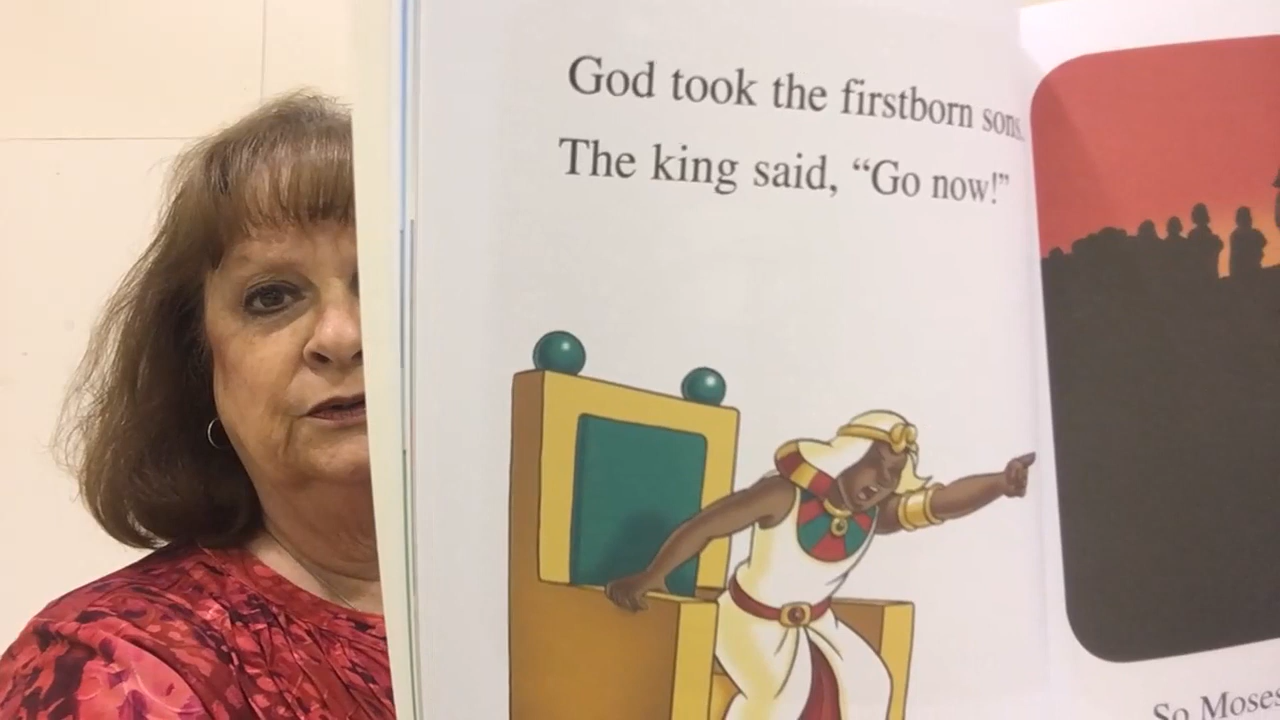 God took the firstborn sons.
The king said, “Go now!”
So Moses